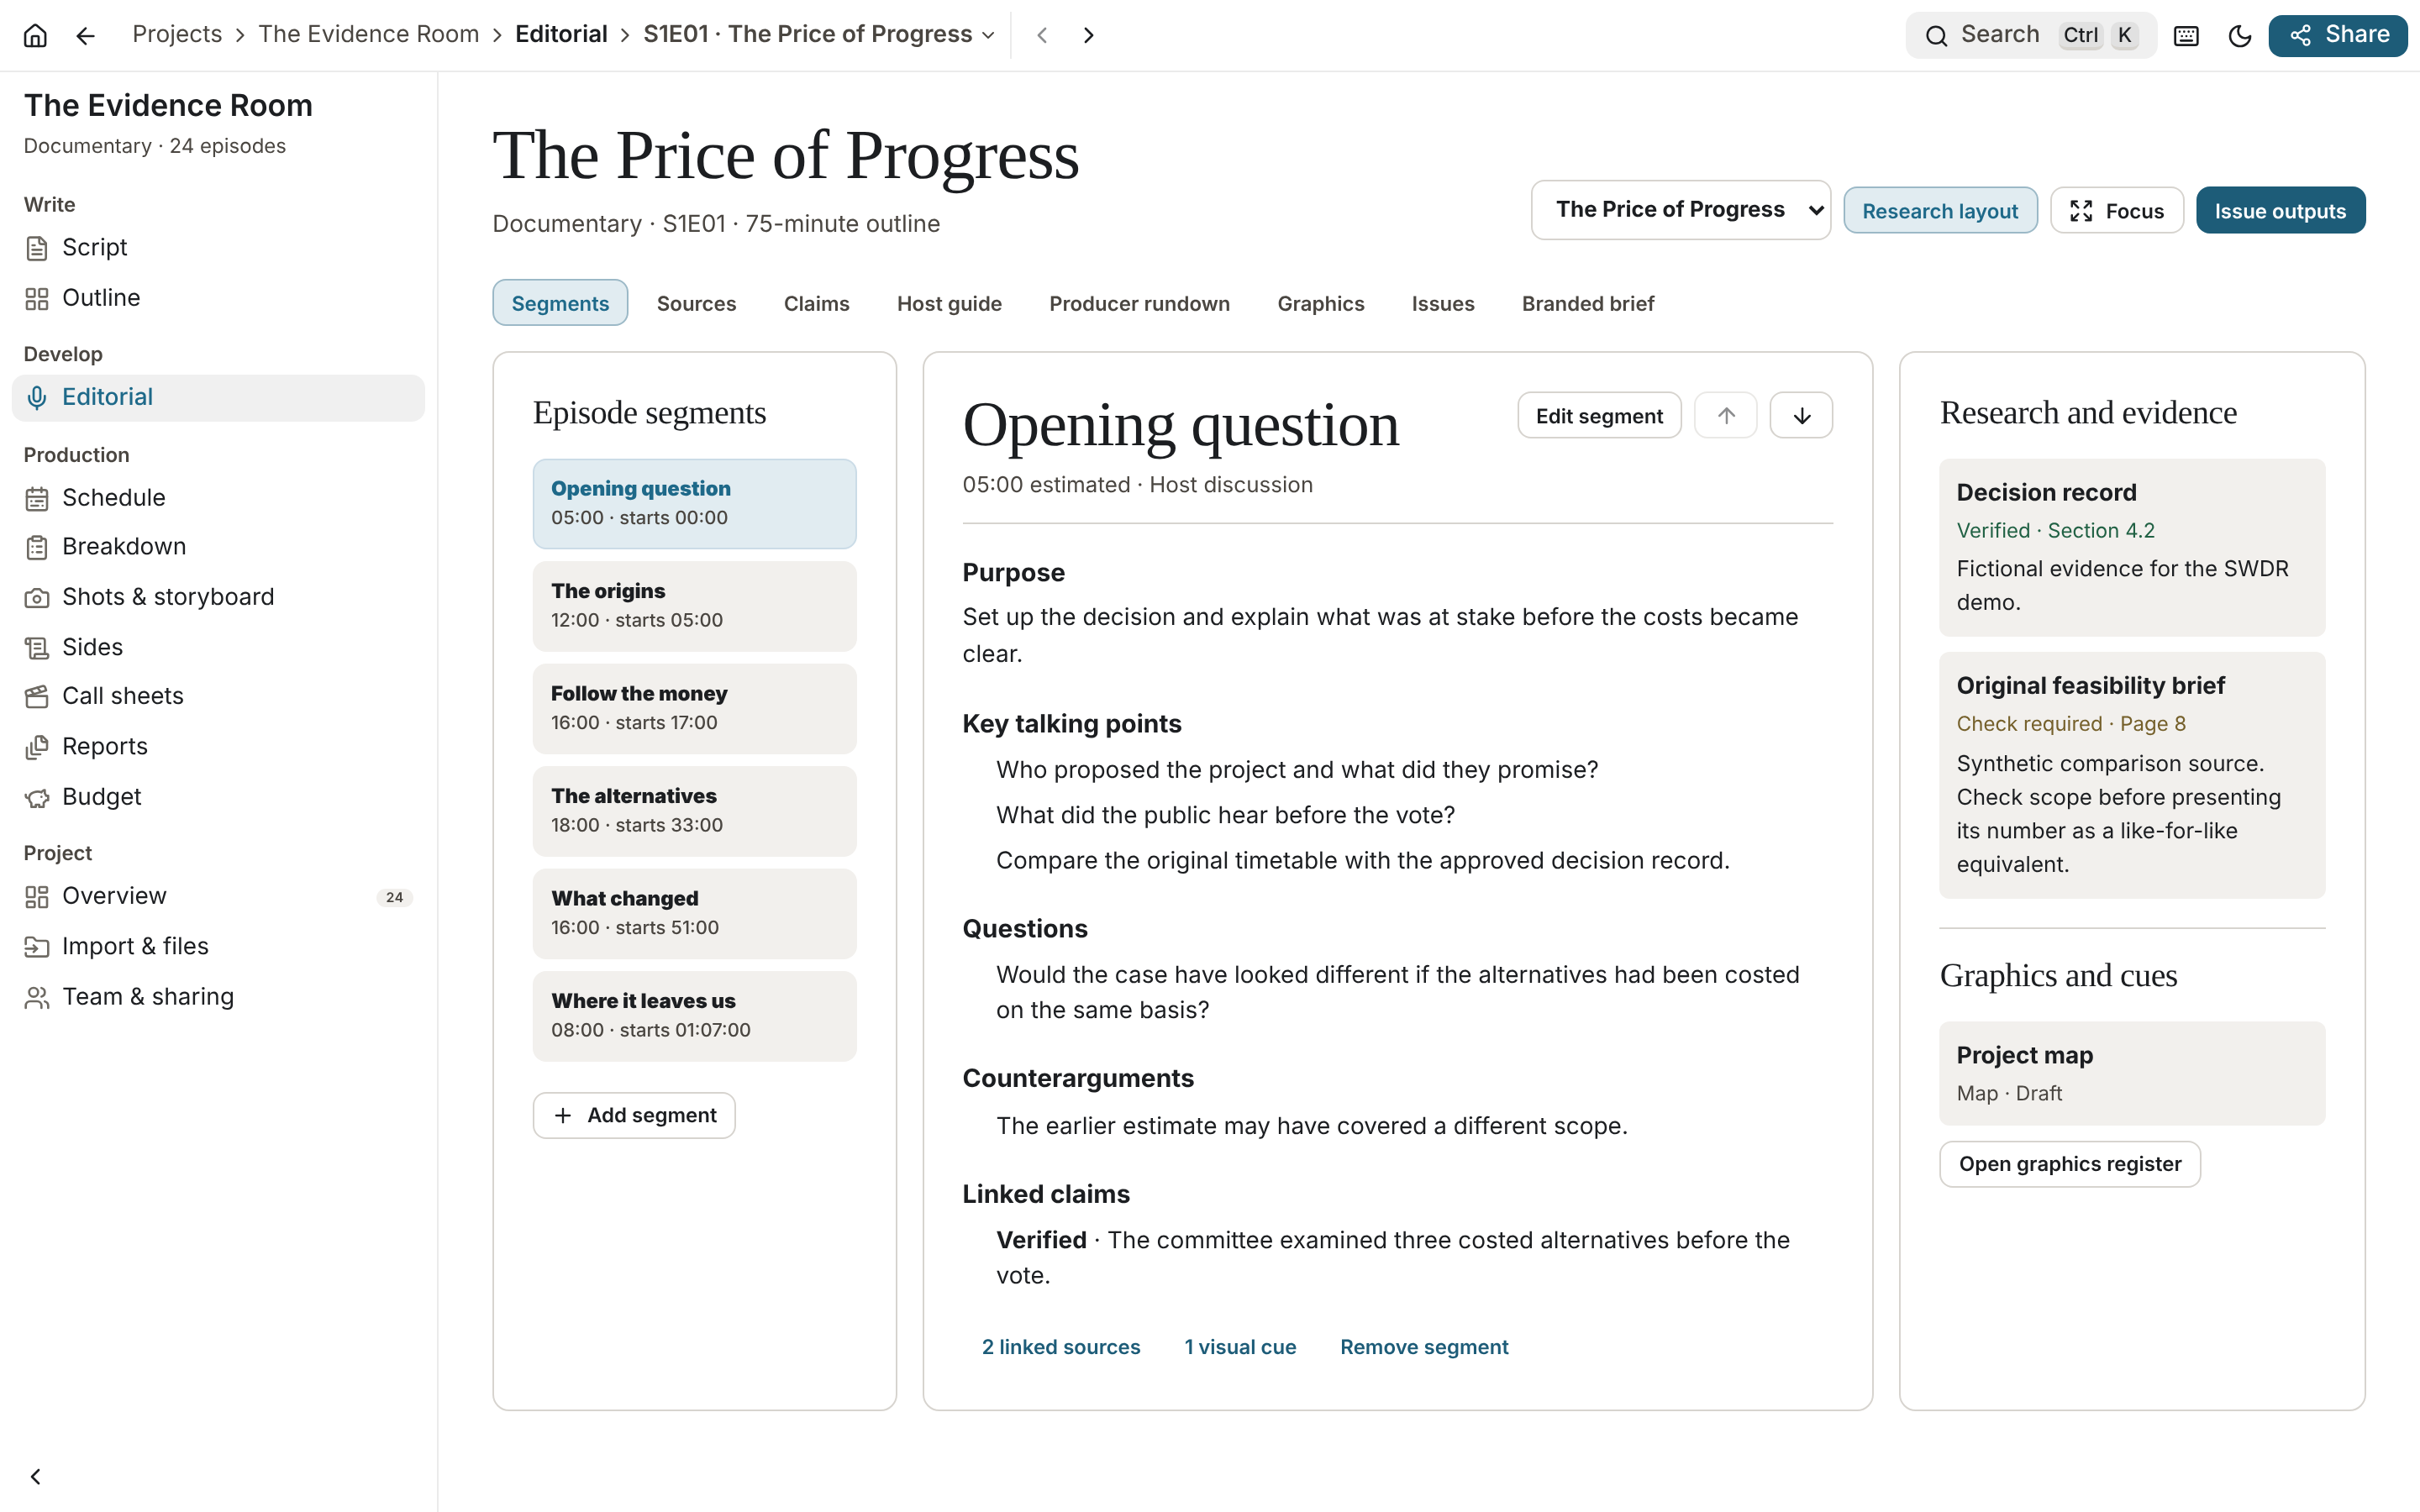 Projects > The Evidence Room > Editorial > S1E01 · The Price of Progress
Search Ctrl K
Share
The Evidence Room
Documentary · 24 episodes
Write
Script
Outline
Develop
Editorial
Production
Schedule
Breakdown
Shots & storyboard
Sides
Call sheets
Reports
Budget
Project
Overview 24
Import & files
Team & sharing
The Price of Progress
Documentary · S1E01 · 75-minute outline
The Price of Progress
Research layout
Focus
Issue outputs
Segments
Sources
Claims
Host guide
Producer rundown
Graphics
Issues
Branded brief
Episode segments
Opening question
05:00 · starts 00:00
The origins
12:00 · starts 05:00
Follow the money
16:00 · starts 17:00
The alternatives
18:00 · starts 33:00
What changed
16:00 · starts 51:00
Where it leaves us
08:00 · starts 01:07:00
+ Add segment
Opening question
Edit segment
05:00 estimated · Host discussion
Purpose
Set up the decision and explain what was at stake before the costs became
clear.
Key talking points
Who proposed the project and what did they promise?
What did the public hear before the vote?
Compare the original timetable with the approved decision record.
Questions
Would the case have looked different if the alternatives had been costed
on the same basis?
Counterarguments
The earlier estimate may have covered a different scope.
Linked claims
Verified · The committee examined three costed alternatives before the
vote.
2 linked sources
1 visual cue
Remove segment
Research and evidence
Decision record
Verified · Section 4.2
Fictional evidence for the SWDR
demo.
Original feasibility brief
Check required · Page 8
Synthetic comparison source.
Check scope before presenting
its number as a like-for-like
equivalent.
Graphics and cues
Project map
Map · Draft
Open graphics register